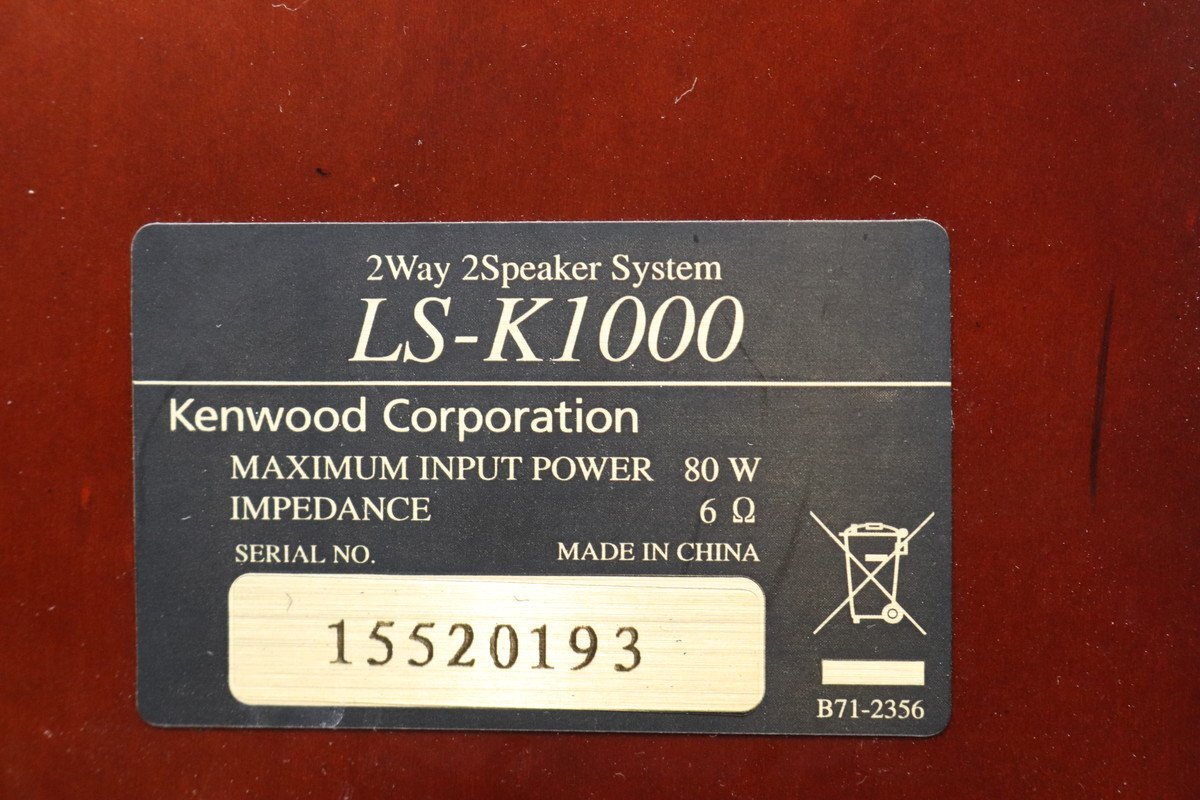 2Way 2Speaker System
LS-K1000
Kenwood Corporation
MAXIMUM INPUT POWER 80 W
IMPEDANCE 6 Ω
SERIAL NO. MADE IN CHINA
15520193
B71-2356